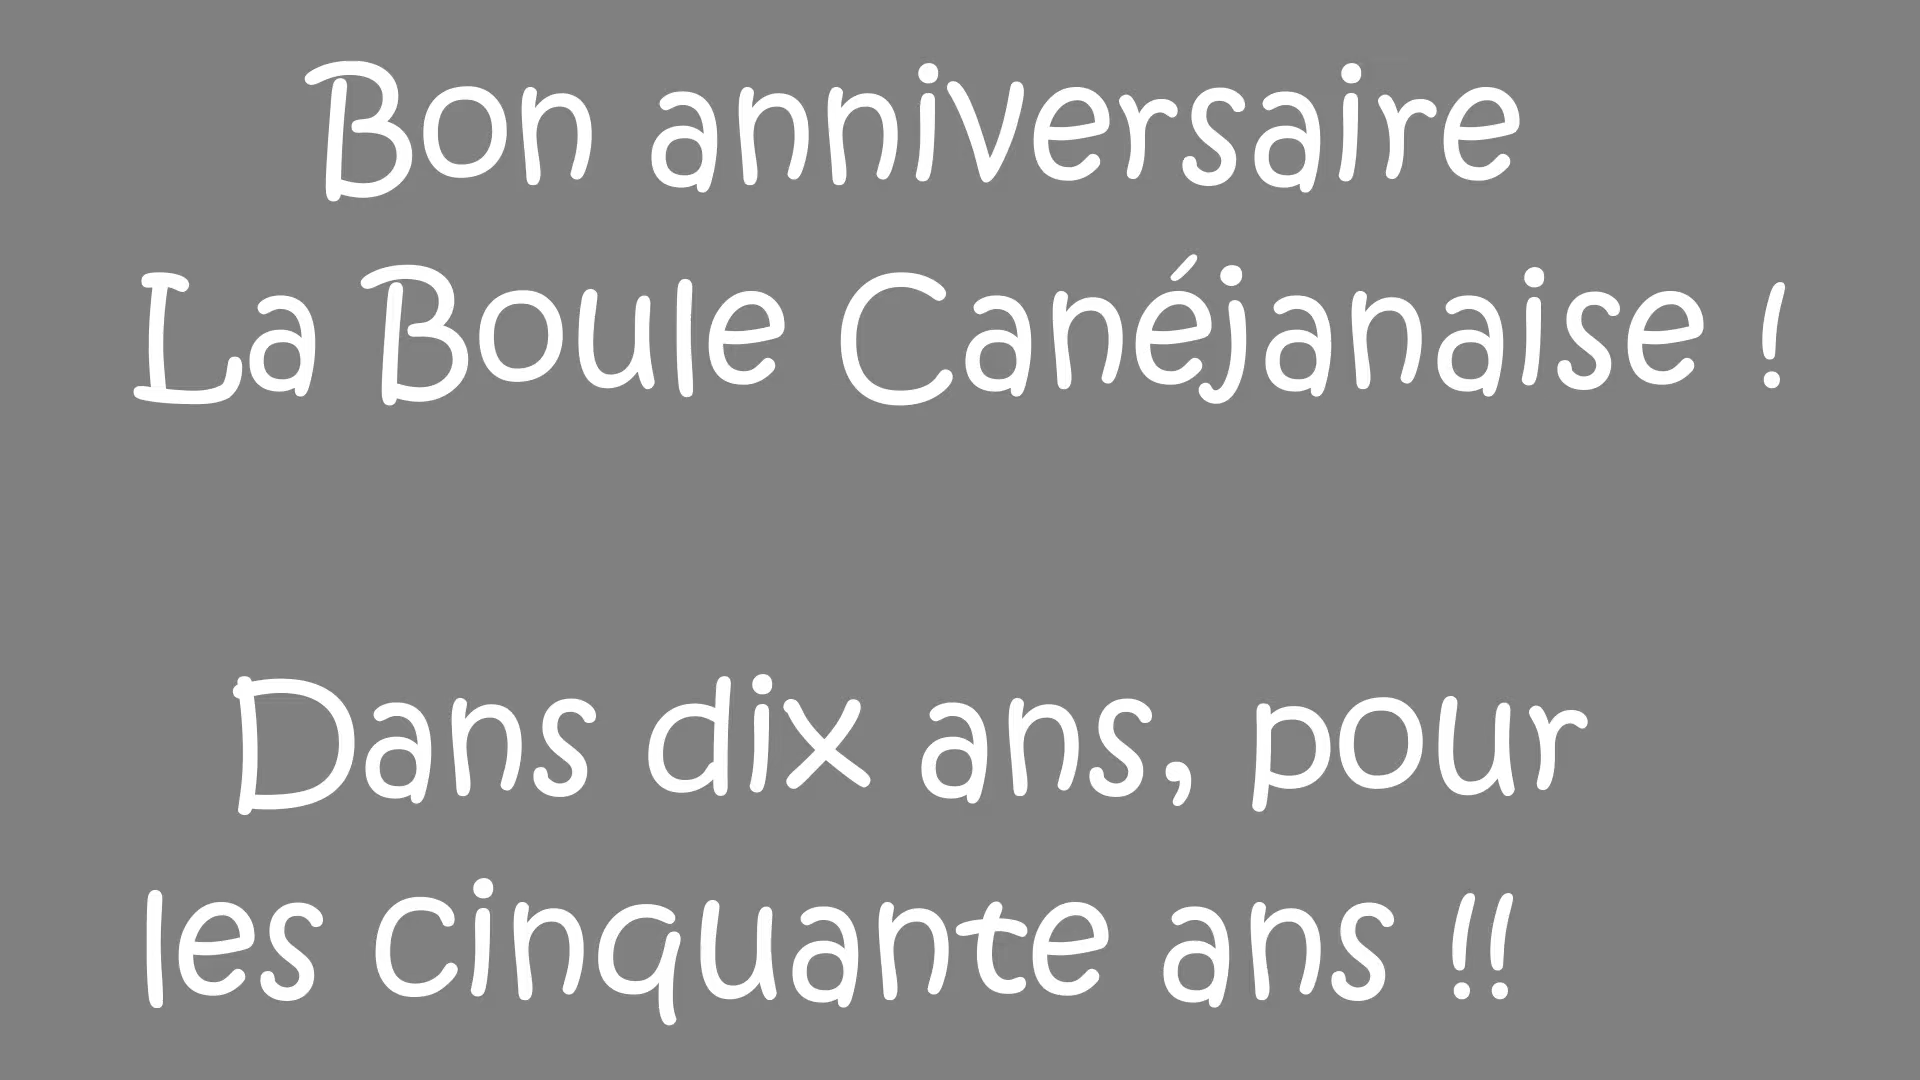 Bon anniversaire
La Boule Canéjanaise !
Dans dix ans, pour
les cinquante ans !!